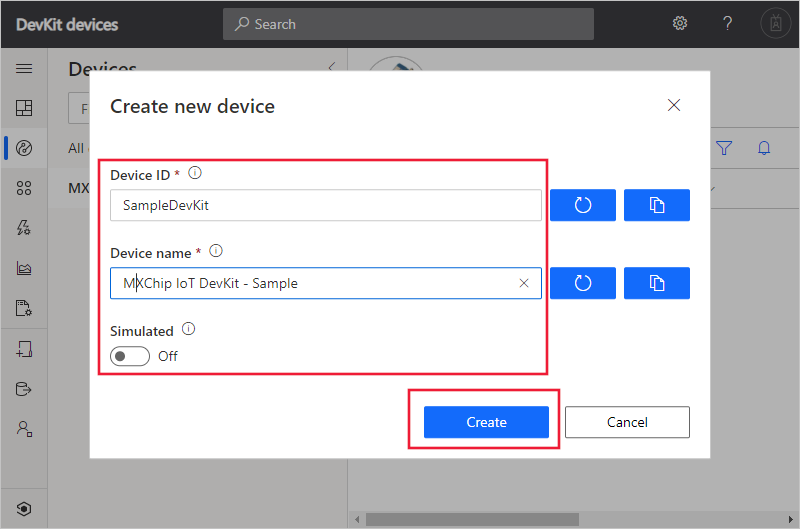 DevKit devices
Search
?
Devices
F
All
MX
Create new device
Device ID *
SampleDevKit
Device name *
MXChip IoT DevKit - Sample
Simulated
Off
Create
Cancel